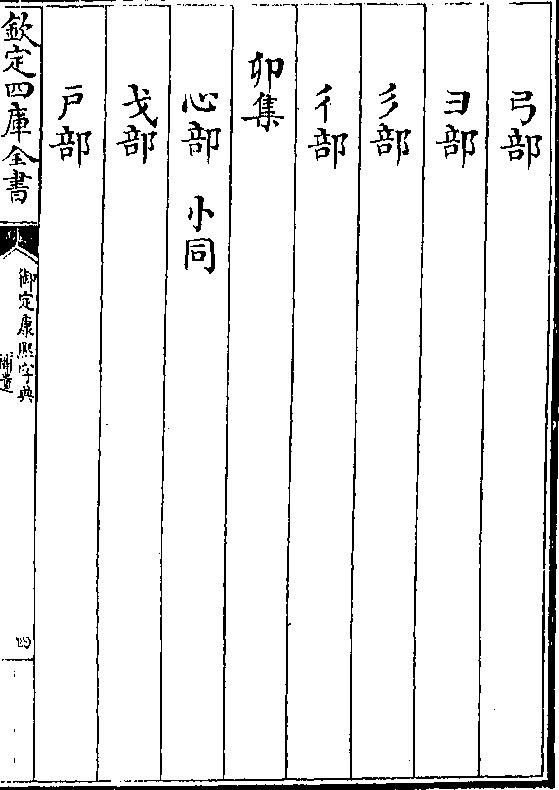 弓部
彐部
彡部
彳部
卯集
心部 㣺同
戈部
戶部
欽定四庫全書
御定康熙字典
補遺
四